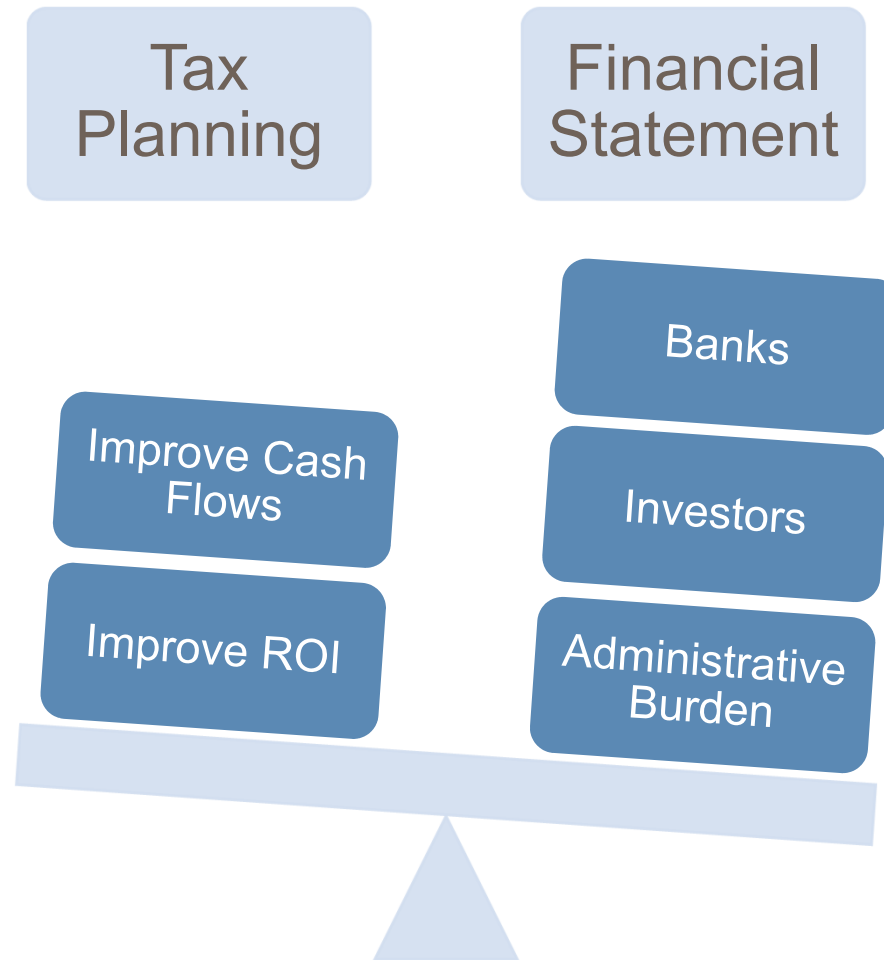 Tax
Planning
Financial
Statement
Banks
Improve Cash
Flows
Investors
Improve ROI
Administrative
Burden